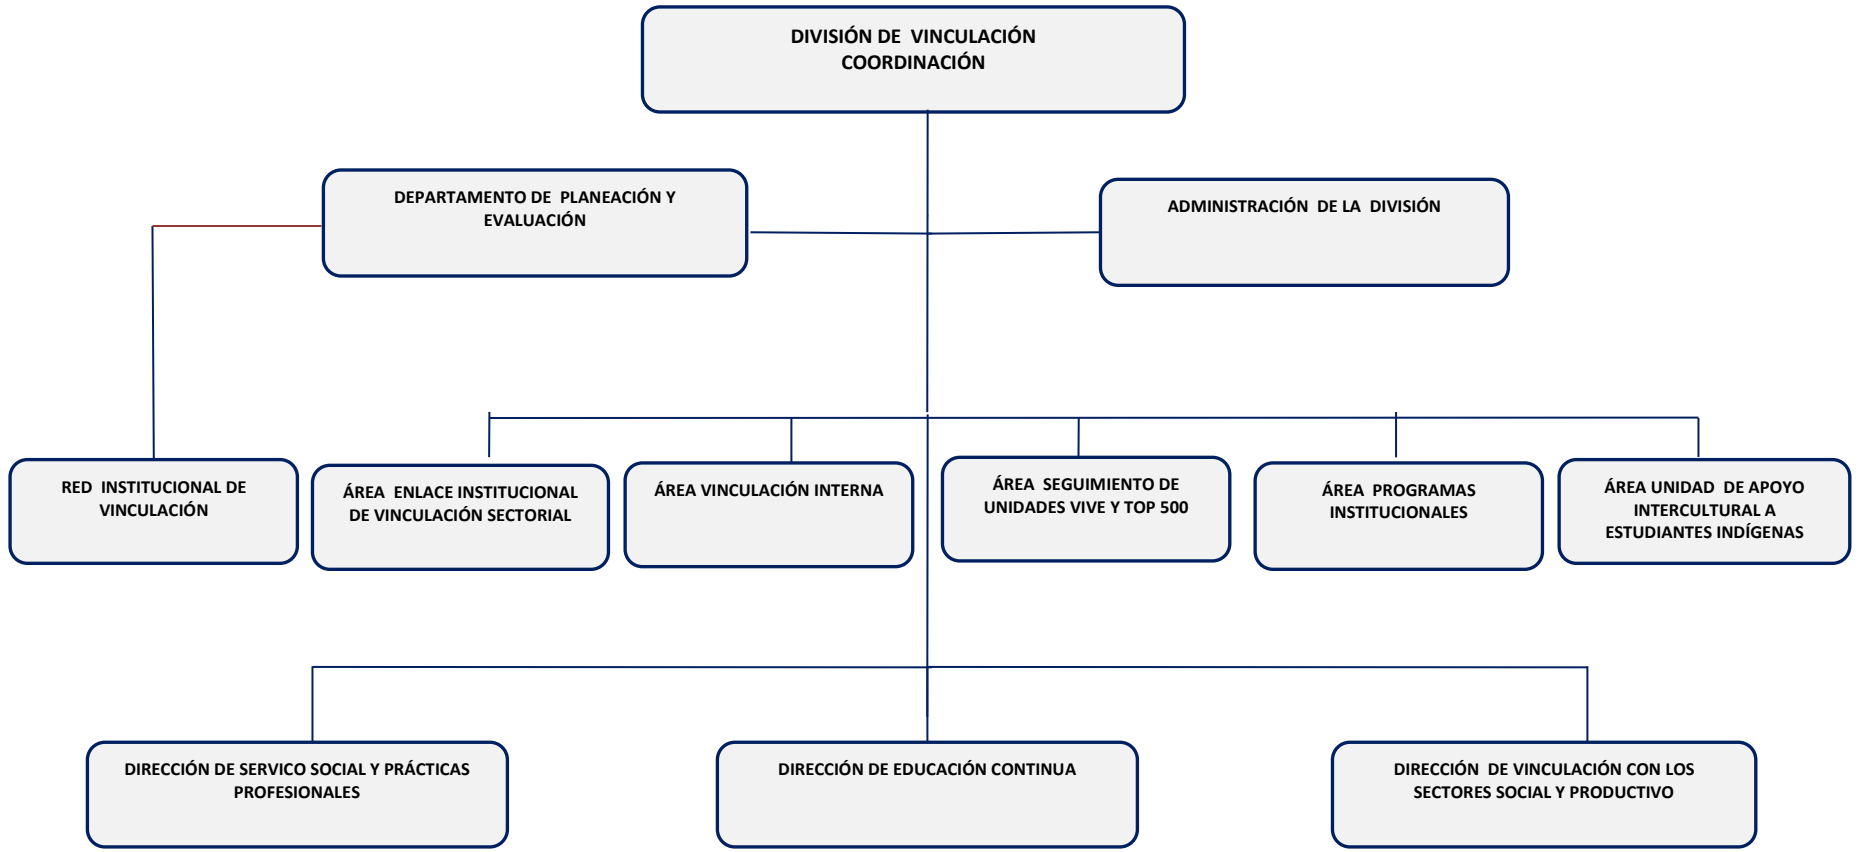 DIVISIÓN DE VINCULACIÓN
COORDINACIÓN
DEPARTAMENTO DE PLANEACIÓN Y
EVALUACIÓN
ADMINISTRACIÓN DE LA DIVISIÓN
RED INSTITUCIONAL DE
VINCULACIÓN
ÁREA ENLACE INSTITUCIONAL
DE VINCULACIÓN SECTORIAL
ÁREA VINCULACIÓN INTERNA
ÁREA SEGUIMIENTO DE
UNIDADES VIVE Y TOP 500
ÁREA PROGRAMAS
INSTITUCIONALES
ÁREA UNIDAD DE APOYO
INTERCULTURAL A
ESTUDIANTES INDÍGENAS
DIRECCIÓN DE SERVICO SOCIAL Y PRÁCTICAS
PROFESIONALES
DIRECCIÓN DE EDUCACIÓN CONTINUA
DIRECCIÓN DE VINCULACIÓN CON LOS
SECTORES SOCIAL Y PRODUCTIVO